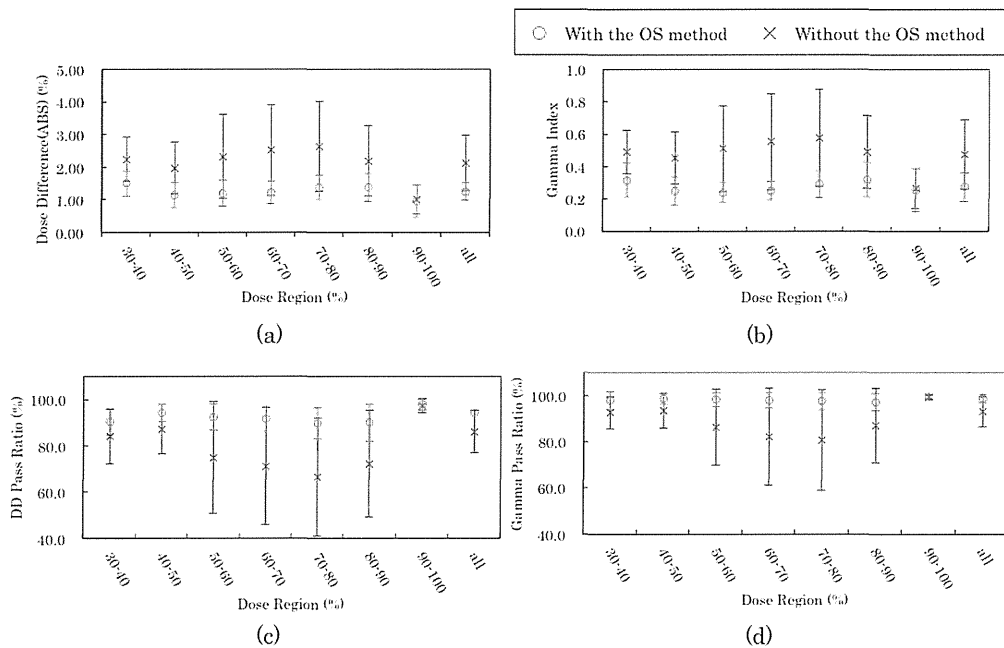 ○ With the OS method × Without the OS method
Dose Difference(ABS) (%)
5.00
4.00
3.00
2.00
1.00
0.00
30-40 40-50 50-60 60-70 70-80 80-90 90-100 all
Dose Region (%)
(a)
Gamma Index
1.0
0.8
0.6
0.4
0.2
0.0
30-40 40-50 50-60 60-70 70-80 80-90 90-100 all
Dose Region (%)
(b)
DD Pass Ratio (%)
100.0
80.0
60.0
40.0
30-40 40-50 50-60 60-70 70-80 80-90 90-100 all
Dose Region (%)
(c)
Gamma Pass Ratio (%)
100.0
80.0
60.0
40.0
30-40 40-50 50-60 60-70 70-80 80-90 90-100 all
Dose Region (%)
(d)